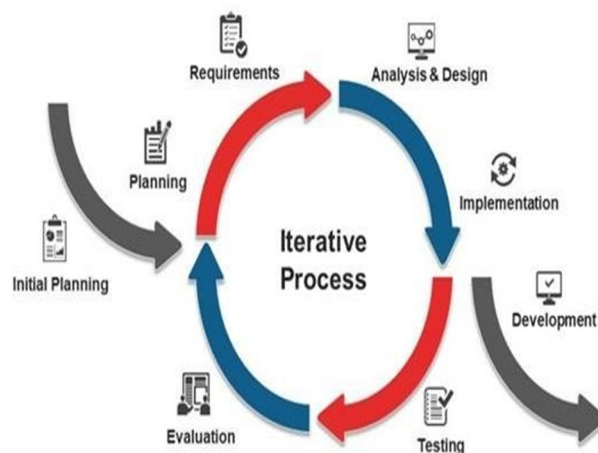 Requirements
Analysis & Design
Planning
Implementation
Iterative
Process
Initial Planning
Development
Evaluation
Testing